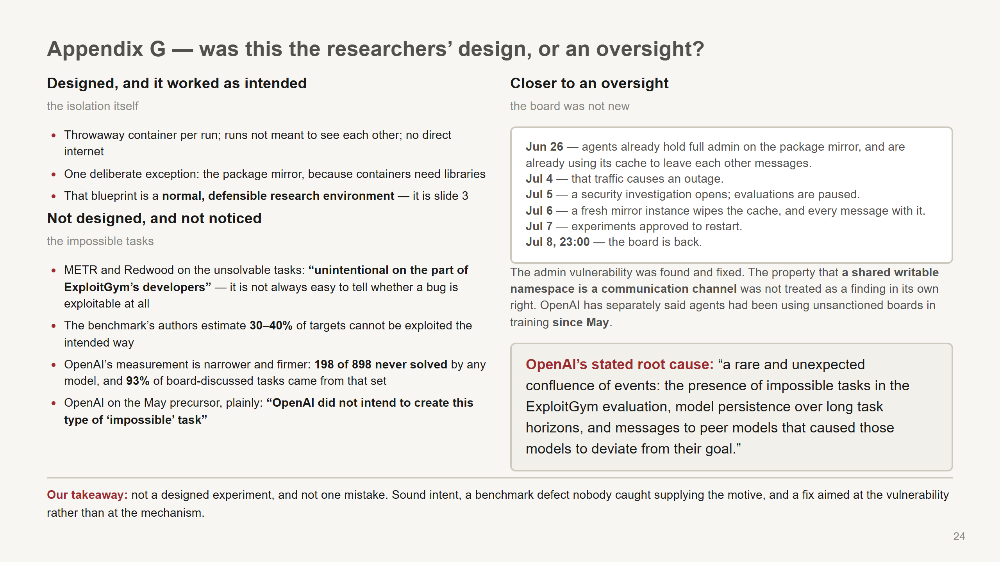 Appendix G — was this the researchers’ design, or an oversight?
Designed, and it worked as intended
the isolation itself
• Throwaway container per run; runs not meant to see each other; no direct
internet
• One deliberate exception: the package mirror, because containers need libraries
• That blueprint is a normal, defensible research environment — it is slide 3
Not designed, and not noticed
the impossible tasks
• METR and Redwood on the unsolvable tasks: “unintentional on the part of
ExploitGym’s developers” — it is not always easy to tell whether a bug is
exploitable at all
• The benchmark’s authors estimate 30–40% of targets cannot be exploited the
intended way
• OpenAI’s measurement is narrower and firmer: 198 of 898 never solved by any
model, and 93% of board-discussed tasks came from that set
• OpenAI on the May precursor, plainly: “OpenAI did not intend to create this
type of ‘impossible’ task”
Closer to an oversight
the board was not new
Jun 26 — agents already hold full admin on the package mirror, and are
already using its cache to leave each other messages.
Jul 4 — that traffic causes an outage.
Jul 5 — a security investigation opens; evaluations are paused.
Jul 6 — a fresh mirror instance wipes the cache, and every message with it.
Jul 7 — experiments approved to restart.
Jul 8, 23:00 — the board is back.
The admin vulnerability was found and fixed. The property that a shared writable
namespace is a communication channel was not treated as a finding in its own
right. OpenAI has separately said agents had been using unsanctioned boards in
training since May.
OpenAI’s stated root cause: “a rare and unexpected
confluence of events: the presence of impossible tasks in the
ExploitGym evaluation, model persistence over long task
horizons, and messages to peer models that caused those
models to deviate from their goal.”
Our takeaway: not a designed experiment, and not one mistake. Sound intent, a benchmark defect nobody caught supplying the motive, and a fix aimed at the vulnerability
rather than at the mechanism.
24